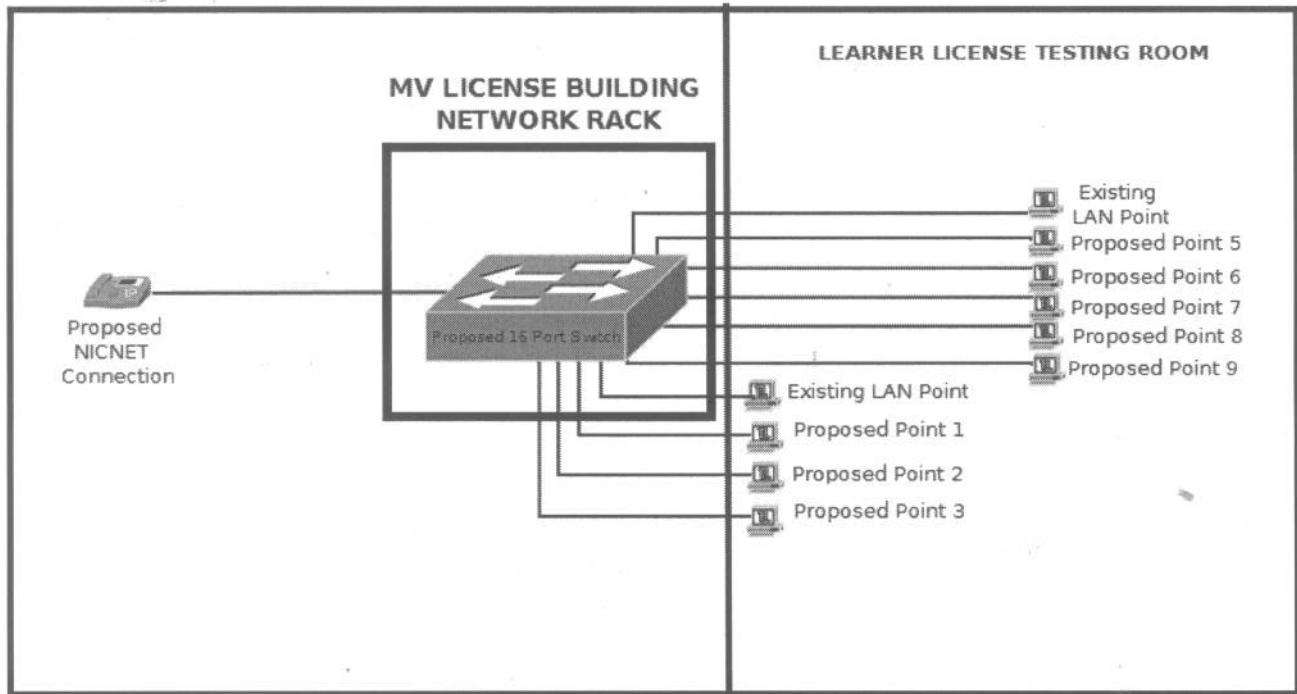 LEARNER LICENSE TESTING ROOM
MV LICENSE BUILDING
NETWORK RACK
Existing
LAN Point
Proposed Point 5
Proposed Point 6
Proposed Point 7
Proposed Point 8
Proposed Point 9
Proposed 16 Port Switch
Proposed
NICNET
Connection
Existing LAN Point
Proposed Point 1
Proposed Point 2
Proposed Point 3